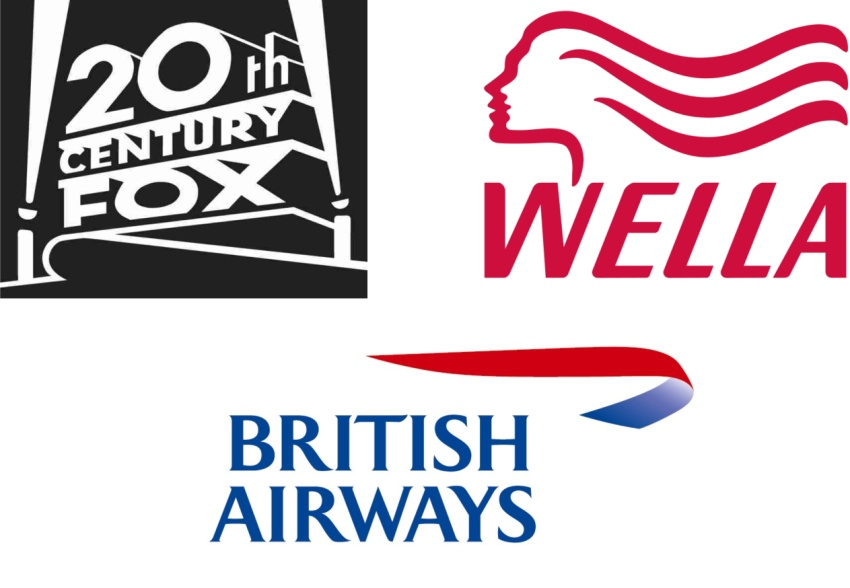 20th
CENTURY
FOX
WELLA
BRITISH
AIRWAYS